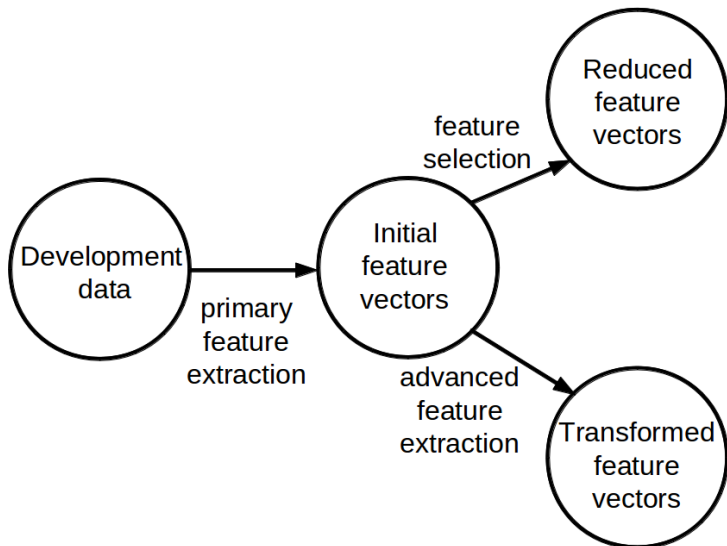 Development
data
primary
feature
extraction
Initial
feature
vectors
feature
selection
Reduced
feature
vectors
advanced
feature
extraction
Transformed
feature
vectors